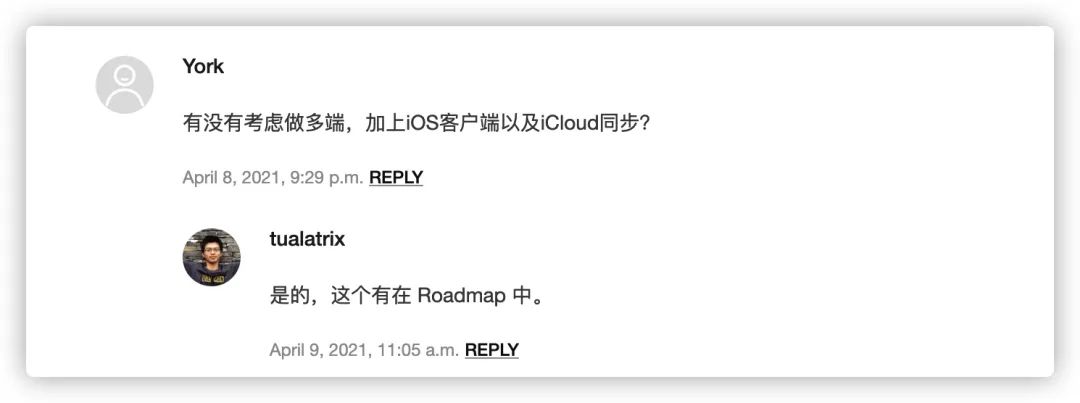 York
有没有考虑做多端，加上iOS客户端以及iCloud同步?
April 8, 2021, 9:29 p.m. REPLY
tualatrix
是的，这个有在 Roadmap 中。
April 9, 2021, 11:05 a.m. REPLY